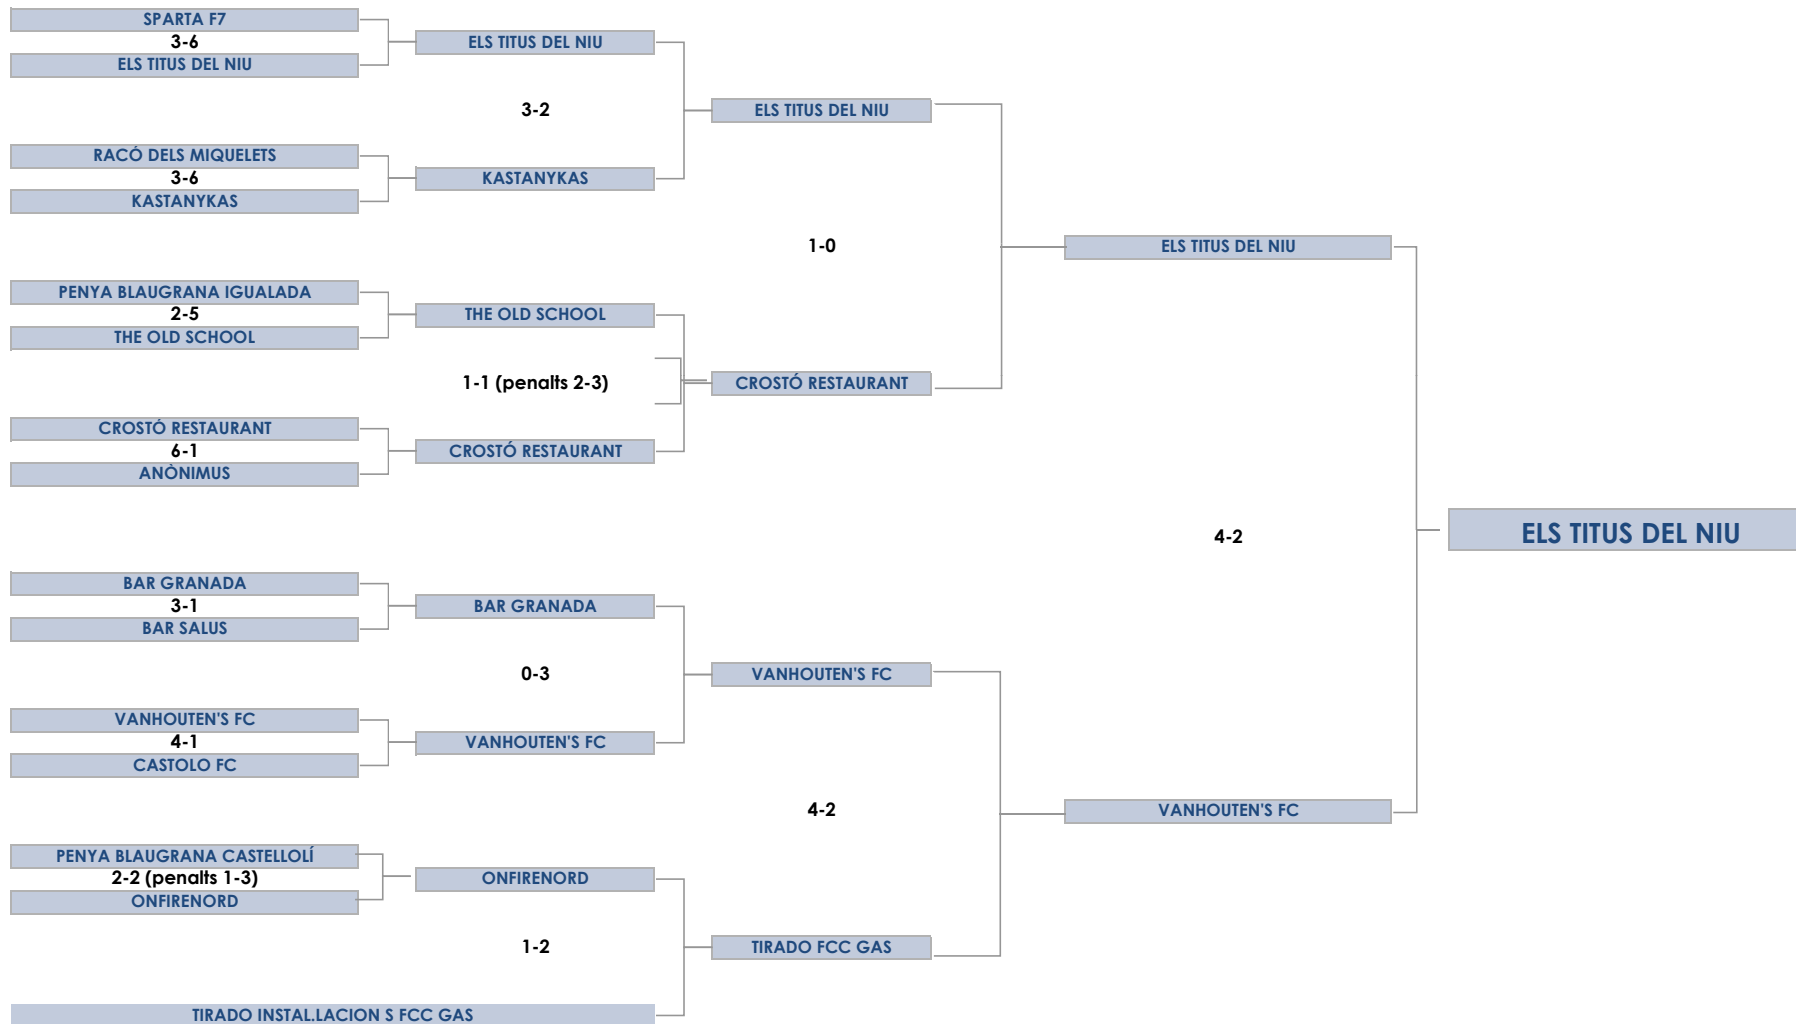 SPARTA F7
3-6
ELS TITUS DEL NIU
ELS TITUS DEL NIU
3-2
ELS TITUS DEL NIU
RACÓ DELS MIQUELETS
3-6
KASTANYKAS
KASTANYKAS
1-0
ELS TITUS DEL NIU
PENYA BLAUGRANA IGUALADA
2-5
THE OLD SCHOOL
THE OLD SCHOOL
1-1 (penalts 2-3)
CROSTÓ RESTAURANT
CROSTÓ RESTAURANT
6-1
ANÒNIMUS
CROSTÓ RESTAURANT
4-2
ELS TITUS DEL NIU
BAR GRANADA
3-1
BAR SALUS
BAR GRANADA
0-3
VANHOUTEN'S FC
VANHOUTEN'S FC
4-1
CASTOLO FC
VANHOUTEN'S FC
4-2
VANHOUTEN'S FC
PENYA BLAUGRANA CASTELLOLÍ
2-2 (penalts 1-3)
ONFIRENORD
ONFIRENORD
1-2
TIRADO FCC GAS
TIRADO INSTAL.LACION S FCC GAS